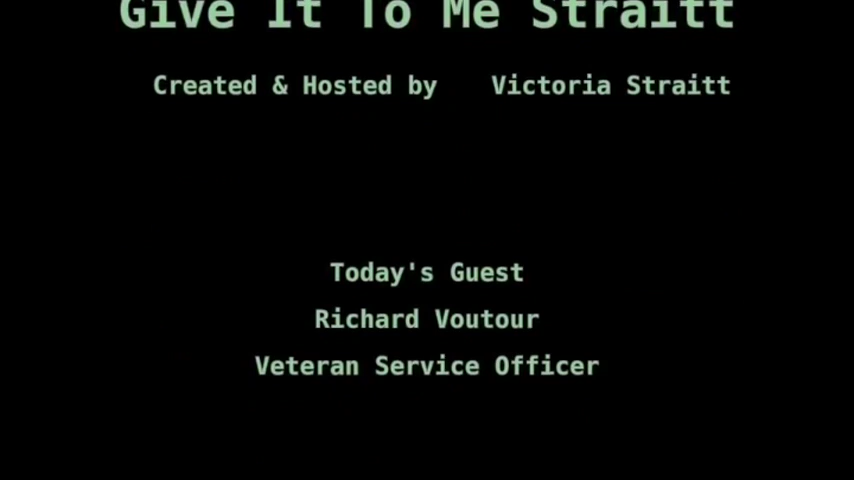 Give It To Me Straitt
Created & Hosted by Victoria Straitt
Today's Guest
Richard Voutour
Veteran Service Officer